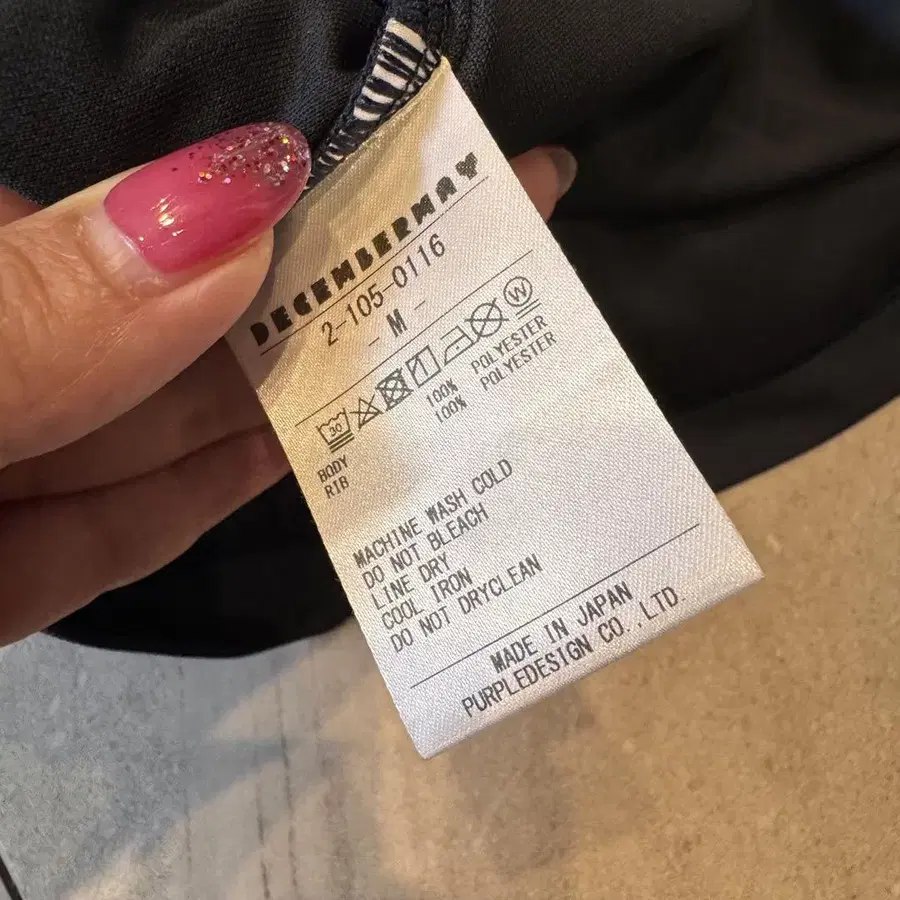 DECEMBERMAY
2-105-0116
- M -
30 W
BODY 100% POLYESTER
RIB 100% POLYESTER
MACHINE WASH COLD
DO NOT BLEACH
LINE DRY
COOL IRON
DO NOT DRYCLEAN
MADE IN JAPAN
PURPLEDESIGN CO.,LTD